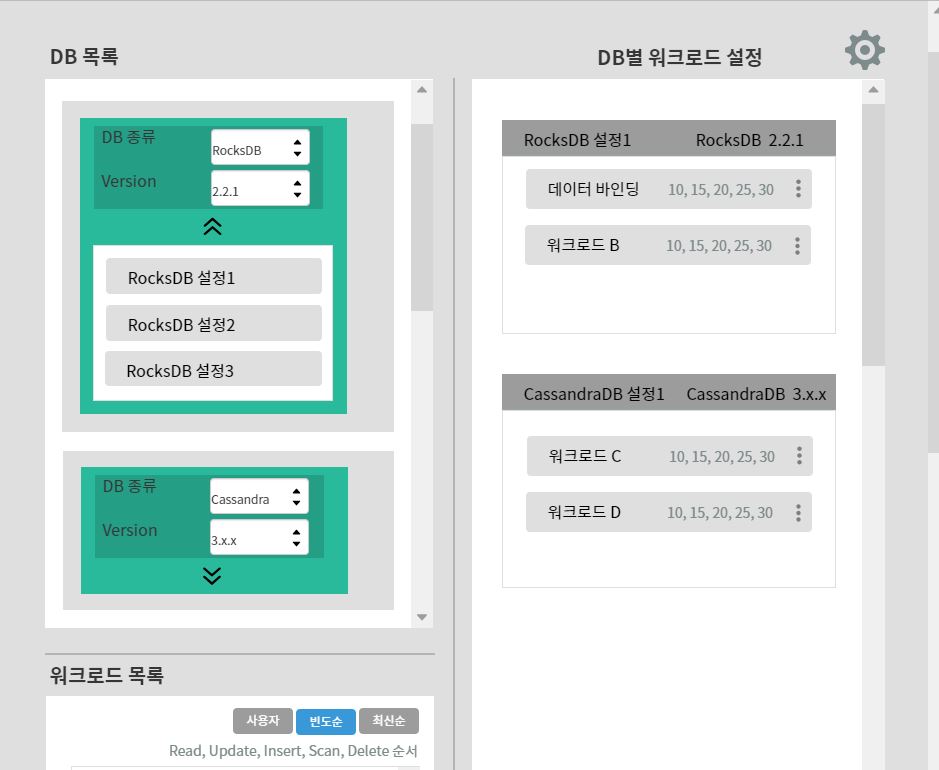 DB 목록
DB 종류
RocksDB
Version
2.2.1
RocksDB 설정1
RocksDB 설정2
RocksDB 설정3
DB 종류
Cassandra
Version
3.x.x
워크로드 목록
사용자 빈도순 최신순
Read, Update, Insert, Scan, Delete 순서
DB별 워크로드 설정
RocksDB 설정1 RocksDB 2.2.1
데이터 바인딩 10, 15, 20, 25, 30
워크로드 B 10, 15, 20, 25, 30
CassandraDB 설정1 CassandraDB 3.x.x
워크로드 C 10, 15, 20, 25, 30
워크로드 D 10, 15, 20, 25, 30